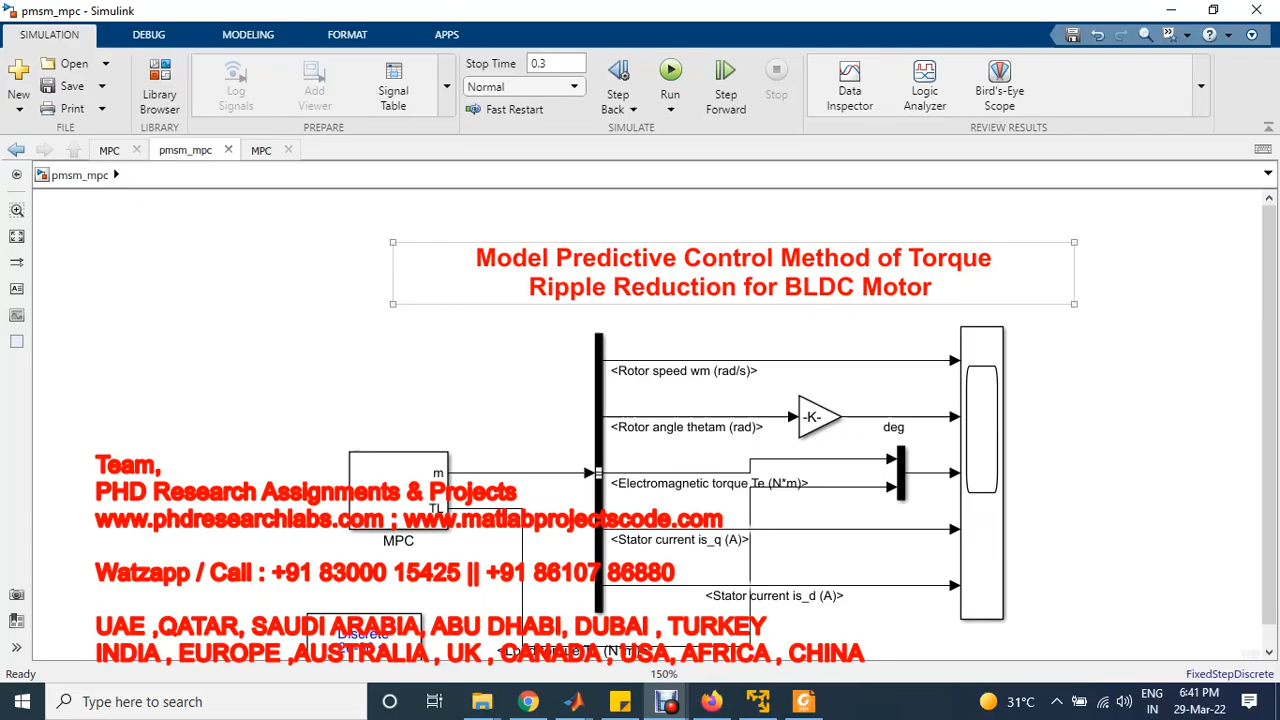 pmsm_mpc - Simulink
SIMULATION DEBUG MODELING FORMAT APPS
New
Open
Save
Print
FILE
Library Browser
LIBRARY
Log Signals
Add Viewer
Signal Table
PREPARE
Stop Time 0.3
Normal
Fast Restart
Step Back
Run
Step Forward
Stop
SIMULATE
Data Inspector
Logic Analyzer
Bird's-Eye Scope
REVIEW RESULTS
MPC pmsm_mpc MPC
pmsm_mpc
Model Predictive Control Method of Torque
Ripple Reduction for BLDC Motor
<Rotor speed wm (rad/s)>
-K-
<Rotor angle thetam (rad)>
deg
m
<Electromagnetic torque Te (N*m)>
TL
MPC
<Stator current is_q (A)>
<Stator current is_d (A)>
Discrete
Team,
PHD Research Assignments & Projects
www.phdresearchlabs.com ; www.matlabprojectscode.com
Watzapp / Call : +91 83000 15425 || +91 86107 86880
UAE ,QATAR, SAUDI ARABIA, ABU DHABI, DUBAI , TURKEY
INDIA , EUROPE ,AUSTRALIA , UK , CANADA , USA, AFRICA , CHINA
Ready 150% FixedStepDiscrete
Type here to search
31°C
ENG
IN
6:41 PM
29-Mar-22